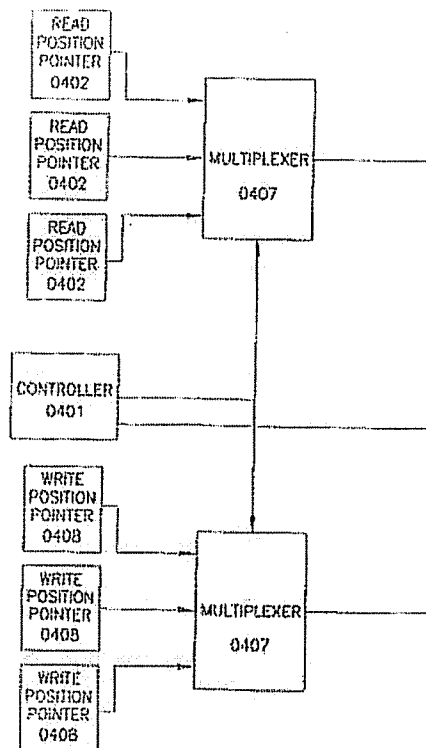 READ
POSITION
POINTER
0402
READ
POSITION
POINTER
0402
READ
POSITION
POINTER
0402
MULTIPLEXER
0407
CONTROLLER
0401
WRITE
POSITION
POINTER
0408
WRITE
POSITION
POINTER
0408
WRITE
POSITION
POINTER
0408
MULTIPLEXER
0407